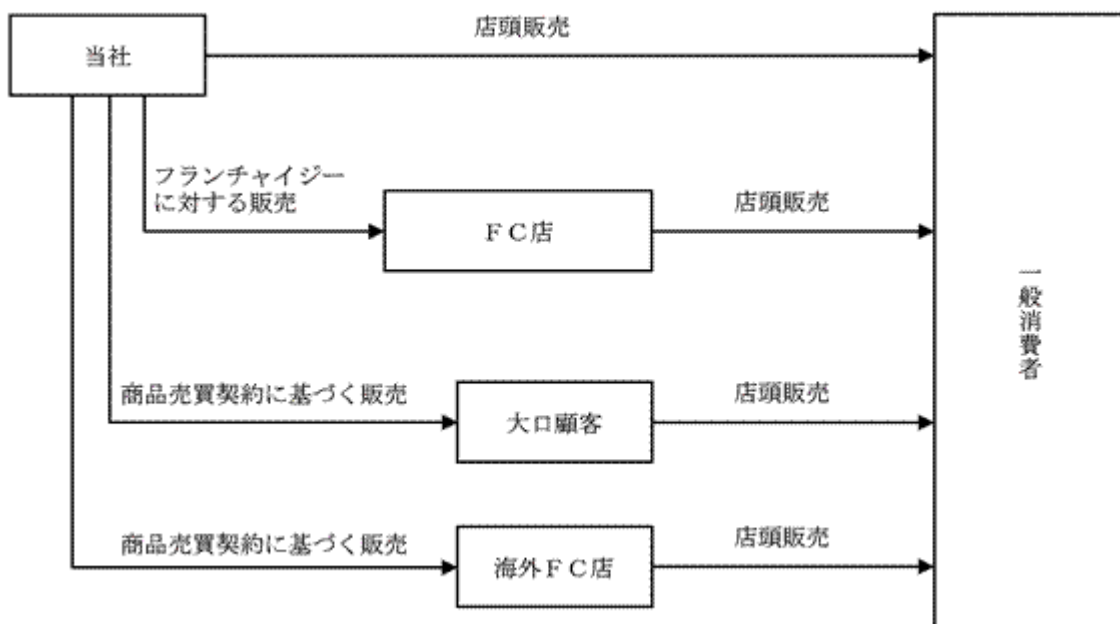 店頭販売
当社
フランチャイジー
に対する販売
店頭販売
ＦＣ店
一般消費者
商品売買契約に基づく販売
店頭販売
大口顧客
商品売買契約に基づく販売
店頭販売
海外ＦＣ店